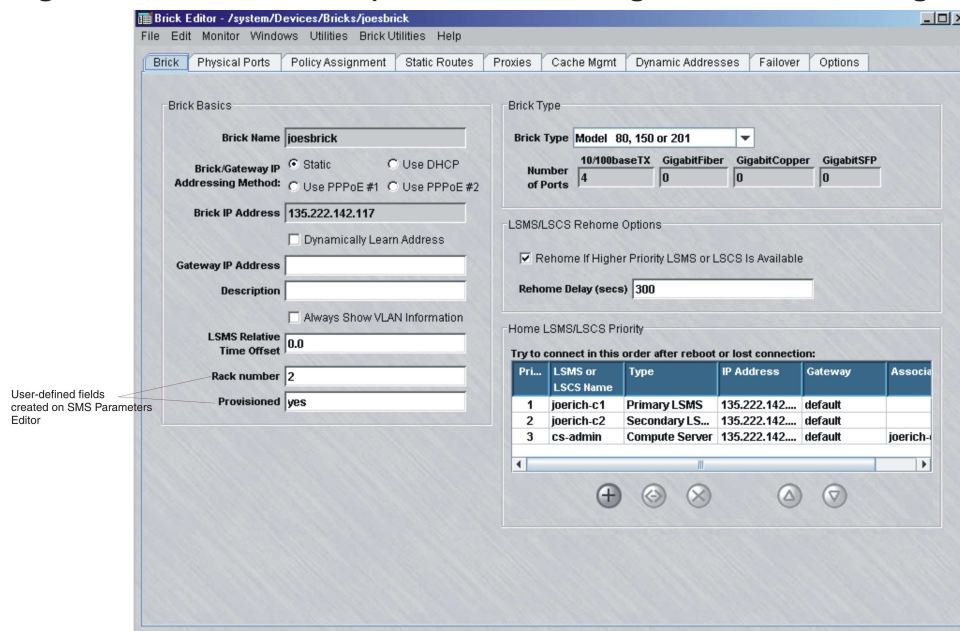 Brick Editor - /system/Devices/Bricks/joesbrick
File Edit Monitor Windows Utilities Brick Utilities Help
Brick Physical Ports Policy Assignment Static Routes Proxies Cache Mgmt Dynamic Addresses Failover Options
Brick Basics
Brick Name joesbrick
Brick/Gateway IP Addressing Method:
Static Use DHCP
Use PPPoE #1 Use PPPoE #2
Brick IP Address 135.222.142.117
Dynamically Learn Address
Gateway IP Address
Description
Always Show VLAN Information
LSMS Relative
Time Offset 0.0
Rack number 2
Provisioned yes
User-defined fields
created on SMS Parameters
Editor
Brick Type
Brick Type Model 80, 150 or 201
10/100baseTX GigabitFiber GigabitCopper GigabitSFP
Number
of Ports 4 0 0 0
LSMS/LSCS Rehome Options
Rehome If Higher Priority LSMS or LSCS Is Available
Rehome Delay (secs) 300
Home LSMS/LSCS Priority
Try to connect in this order after reboot or lost connection:
Pri... LSMS or LSCS Name Type IP Address Gateway Associa
1 joerich-c1 Primary LSMS 135.222.142.... default
2 joerich-c2 Secondary LS... 135.222.142.... default
3 cs-admin Compute Server 135.222.142.... default joerich-